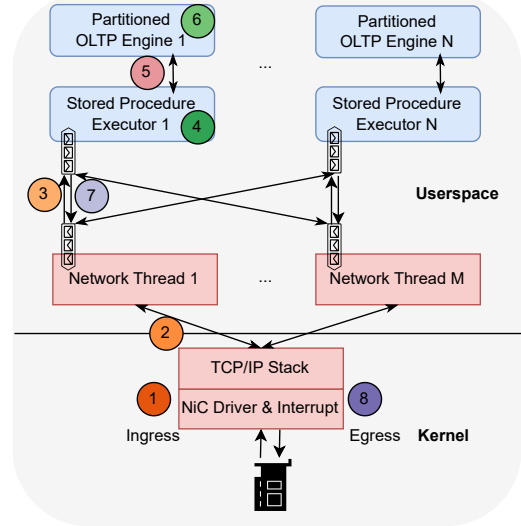 Partitioned
OLTP Engine 1
6
Partitioned
OLTP Engine N
5
...
Stored Procedure
Executor 1
4
Stored Procedure
Executor N
3
7
Userspace
Network Thread 1
...
Network Thread M
2
TCP/IP Stack
1
NiC Driver & Interrupt
8
Ingress
Egress
Kernel